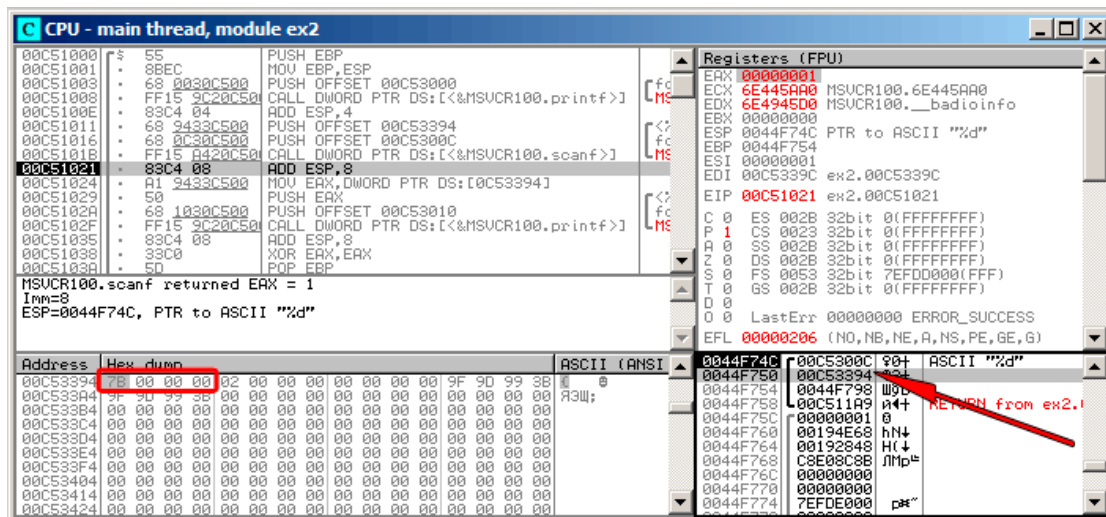 C CPU - main thread, module ex2
00C51000 $ 55 PUSH EBP
00C51001 . 8BEC MOV EBP,ESP
00C51003 . 68 0030C500 PUSH OFFSET 00C53000
00C51008 . FF15 9C20C50 CALL DWORD PTR DS:[<&MSVCR100.printf>]
00C5100E . 83C4 04 ADD ESP,4
00C51011 . 68 9433C500 PUSH OFFSET 00C53394
00C51016 . 68 0C30C500 PUSH OFFSET 00C5300C
00C5101B . FF15 A420C50 CALL DWORD PTR DS:[<&MSVCR100.scanf>]
00C51021 . 83C4 08 ADD ESP,8
00C51024 . A1 9433C500 MOV EAX,DWORD PTR DS:[0C53394]
00C51029 . 50 PUSH EAX
00C5102A . 68 1030C500 PUSH OFFSET 00C53010
00C5102F . FF15 9C20C50 CALL DWORD PTR DS:[<&MSVCR100.printf>]
00C51035 . 83C4 08 ADD ESP,8
00C51038 . 33C0 XOR EAX,EAX
00C5103A . 5D POP EBP
MSVCR100.scanf returned EAX = 1
Imm=8
ESP=0044F74C, PTR to ASCII "%d"
Registers (FPU)
EAX 00000001
ECX 6E445AA0 MSVCR100.6E445AA0
EDX 6E4945D0 MSVCR100.__badioinfo
EBX 00000000
ESP 0044F74C PTR to ASCII "%d"
EBP 0044F754
ESI 00000001
EDI 00C5339C ex2.00C5339C
EIP 00C51021 ex2.00C51021
C 0 ES 002B 32bit 0(FFFFFFFF)
P 1 CS 0023 32bit 0(FFFFFFFF)
A 0 SS 002B 32bit 0(FFFFFFFF)
Z 0 DS 002B 32bit 0(FFFFFFFF)
S 0 FS 0053 32bit 7EFDD000(FFF)
T 0 GS 002B 32bit 0(FFFFFFFF)
D 0
O 0 LastErr 00000000 ERROR_SUCCESS
EFL 00000206 (NO,NB,NE,A,NS,PE,GE,G)
Address Hex dump ASCII (ANSI
00C53394 7B 00 00 00 02 00 00 00 00 00 00 00 9F 9D 99 3B {
00C533A4 9F 9D 99 3B 00 00 00 00 00 00 00 00 00 00 00 00 ЯЭЩ;
00C533B4 00 00 00 00 00 00 00 00 00 00 00 00 00 00 00 00
00C533C4 00 00 00 00 00 00 00 00 00 00 00 00 00 00 00 00
00C533D4 00 00 00 00 00 00 00 00 00 00 00 00 00 00 00 00
00C533E4 00 00 00 00 00 00 00 00 00 00 00 00 00 00 00 00
00C533F4 00 00 00 00 00 00 00 00 00 00 00 00 00 00 00 00
00C53404 00 00 00 00 00 00 00 00 00 00 00 00 00 00 00 00
00C53414 00 00 00 00 00 00 00 00 00 00 00 00 00 00 00 00
00C53424 00 00 00 00 00 00 00 00 00 00 00 00 00 00 00 00
0044F74C 00C5300C ♀0┼ ASCII "%d"
0044F750 00C53394
0044F754 0044F798
0044F758 00C511A9 й◄┼ RETURN from ex2.
0044F75C 00000001
0044F760 00194E68 hN↓
0044F764 00192848 H(↓
0044F768 C8E08C8B ЛМр╚
0044F76C 00000000
0044F770 00000000
0044F774 7EFDE000